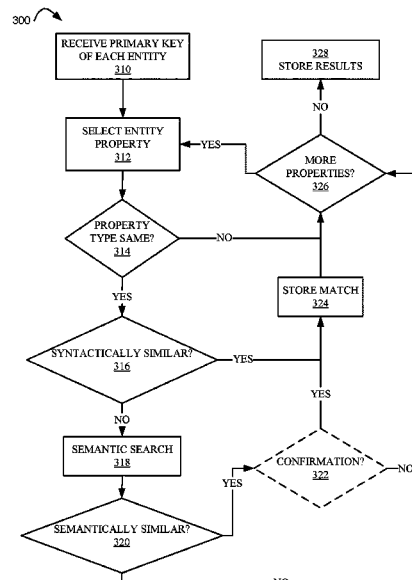 300
RECEIVE PRIMARY KEY
OF EACH ENTITY
310
SELECT ENTITY
PROPERTY
312
PROPERTY
TYPE SAME?
314
YES
NO
SYNTACTICALLY SIMILAR?
316
YES
NO
SEMANTIC SEARCH
318
SEMANTICALLY SIMILAR?
320
YES
NO
CONFIRMATION?
322
NO
YES
STORE MATCH
324
MORE
PROPERTIES?
326
YES
NO
328
STORE RESULTS